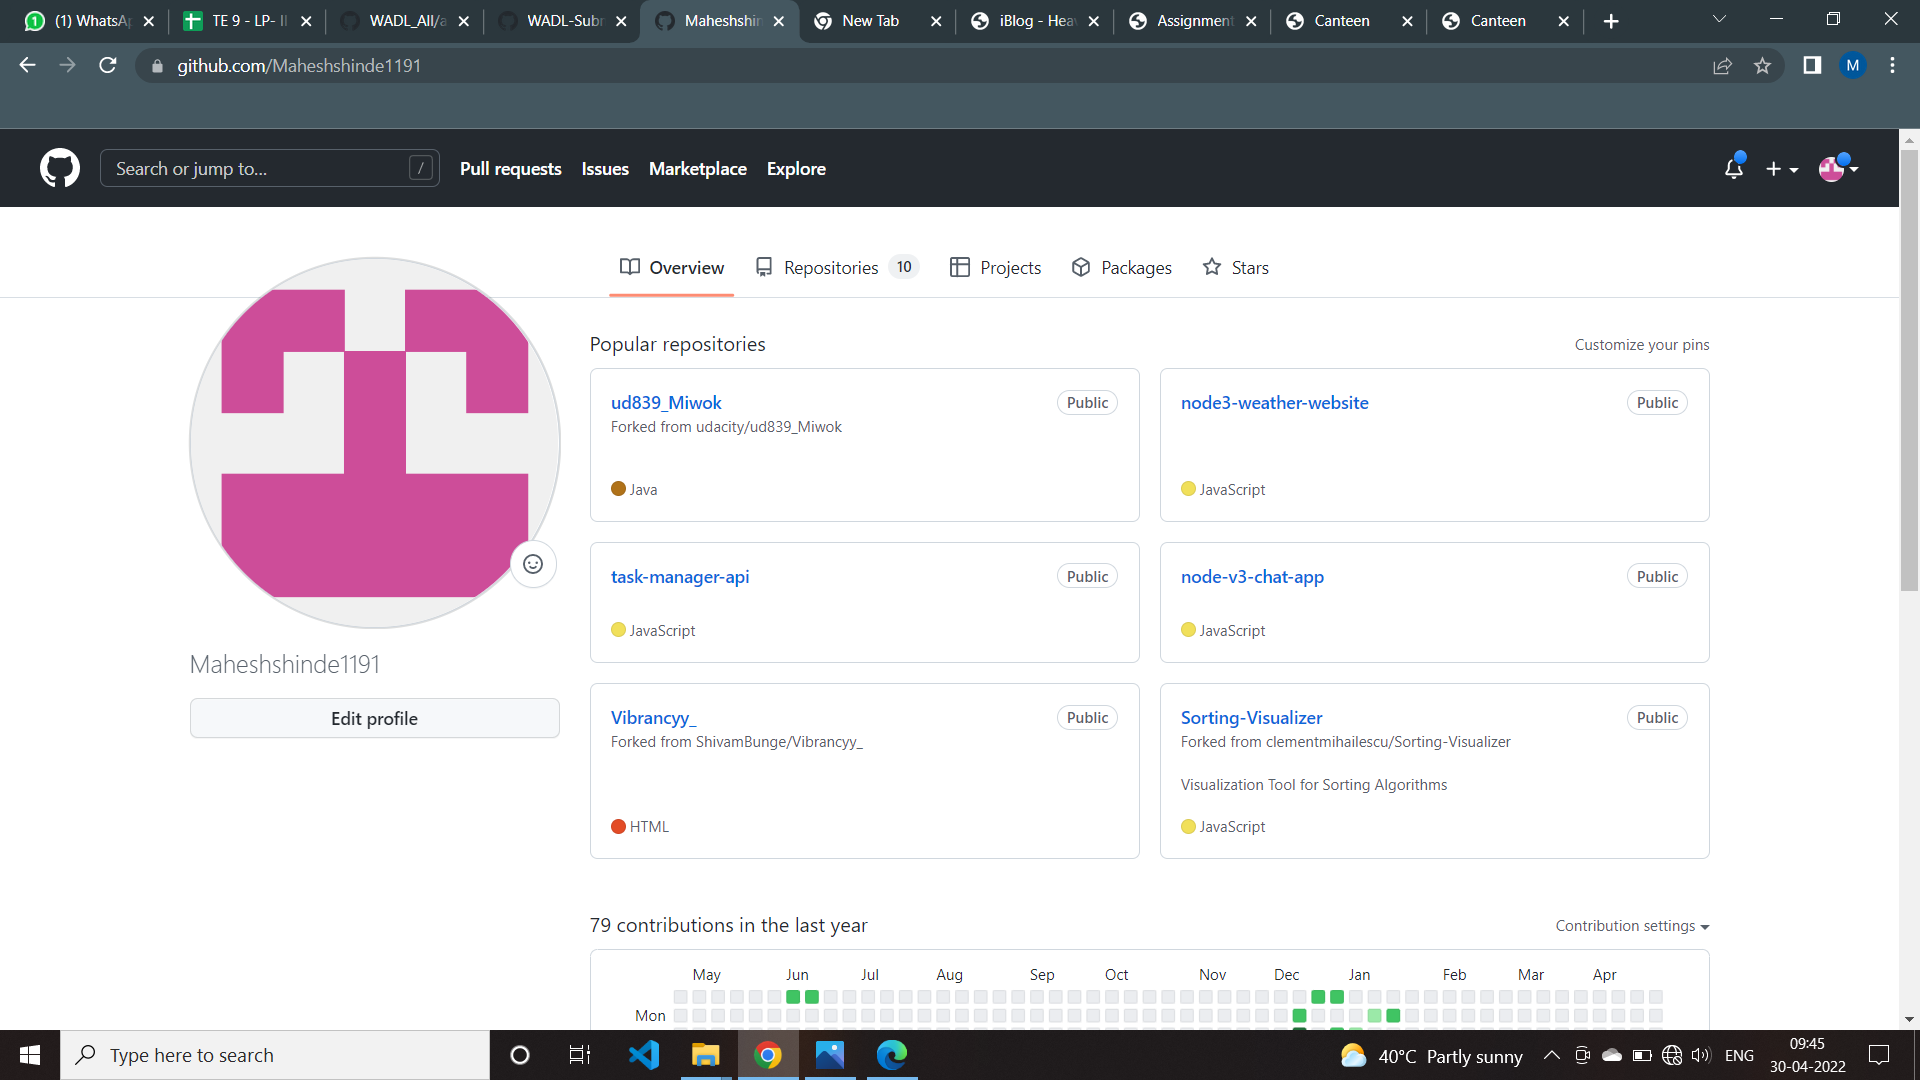 (1) WhatsAp
TE 9 - LP- II
WADL_All/a
WADL-Subr
Maheshshin
New Tab
iBlog - Hea
Assignment
Canteen
Canteen
github.com/Maheshshinde1191
M
Search or jump to...
/
Pull requests
Issues
Marketplace
Explore
Overview
Repositories 10
Projects
Packages
Stars
Popular repositories
Customize your pins
ud839_Miwok
Public
Forked from udacity/ud839_Miwok
Java
node3-weather-website
Public
JavaScript
task-manager-api
Public
JavaScript
node-v3-chat-app
Public
JavaScript
Maheshshinde1191
Edit profile
Vibrancyy_
Public
Forked from ShivamBunge/Vibrancyy_
HTML
Sorting-Visualizer
Public
Forked from clementmihailescu/Sorting-Visualizer
Visualization Tool for Sorting Algorithms
JavaScript
79 contributions in the last year
Contribution settings
May Jun Jul Aug Sep Oct Nov Dec Jan Feb Mar Apr
Mon
Type here to search
40°C Partly sunny
ENG
09:45
30-04-2022